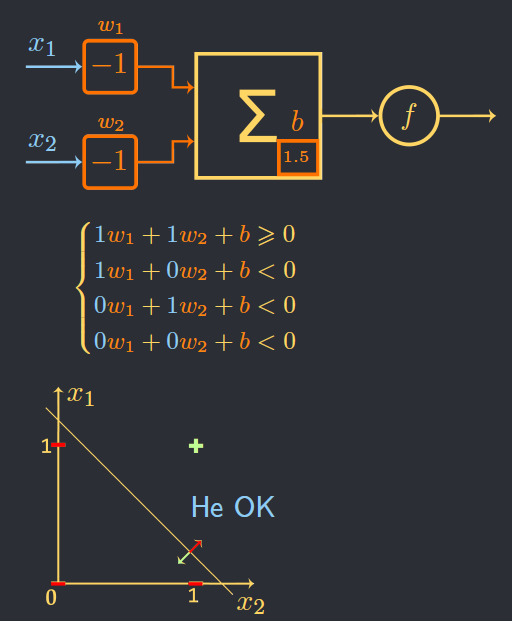 w₁
x₁
−1
w₂
x₂
−1
∑
b
1.5
f
1w₁ + 1w₂ + b ⩾ 0
1w₁ + 0w₂ + b < 0
0w₁ + 1w₂ + b < 0
0w₁ + 0w₂ + b < 0
x₁
1
Не ОК
0
1
x₂